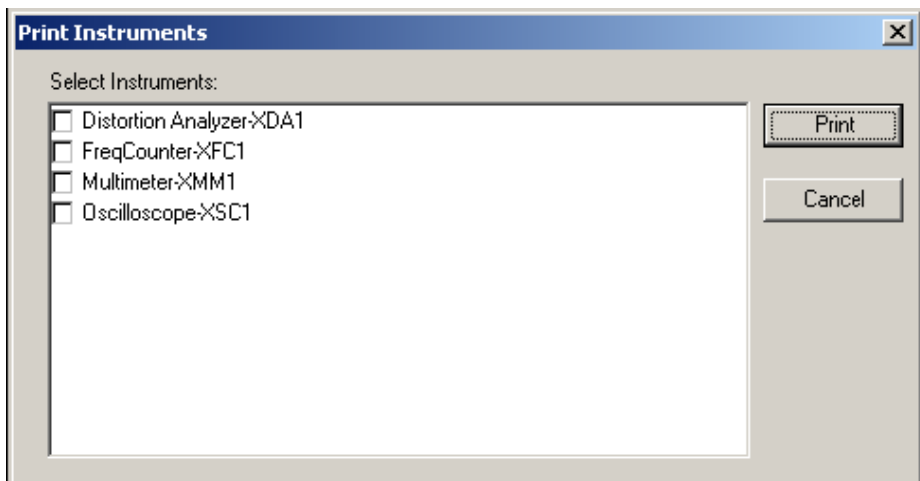 Print Instruments
Select Instruments:
Distortion Analyzer-XDA1
FreqCounter-XFC1
Multimeter-XMM1
Oscilloscope-XSC1
Print
Cancel